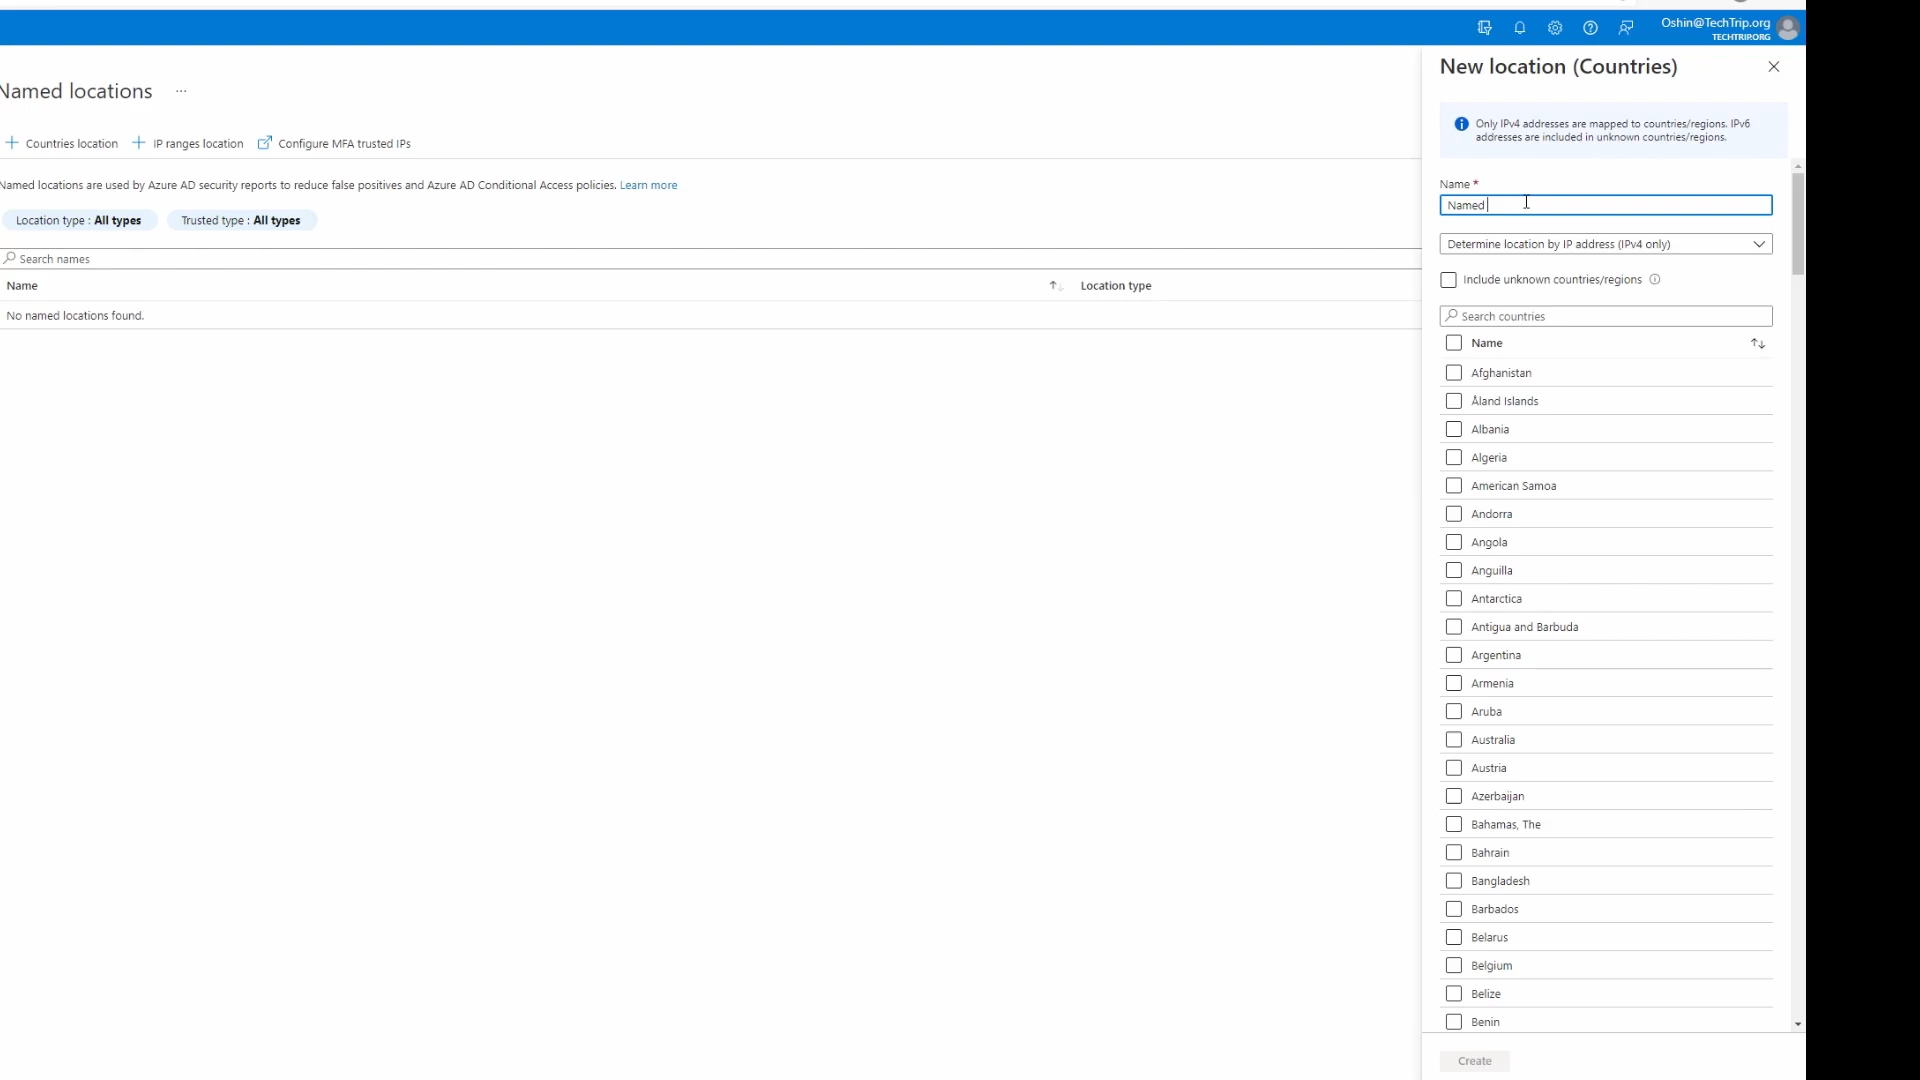 Oshin@TechTrip.org
TECHTRIP.ORG
Named locations ...
Countries location IP ranges location Configure MFA trusted IPs
Named locations are used by Azure AD security reports to reduce false positives and Azure AD Conditional Access policies. Learn more
Location type : All types Trusted type : All types
Search names
Name Location type
No named locations found.
New location (Countries)
Only IPv4 addresses are mapped to countries/regions. IPv6
addresses are included in unknown countries/regions.
Name *
Named
Determine location by IP address (IPv4 only)
Include unknown countries/regions
Search countries
Name
Afghanistan
Åland Islands
Albania
Algeria
American Samoa
Andorra
Angola
Anguilla
Antarctica
Antigua and Barbuda
Argentina
Armenia
Aruba
Australia
Austria
Azerbaijan
Bahamas, The
Bahrain
Bangladesh
Barbados
Belarus
Belgium
Belize
Benin
Create